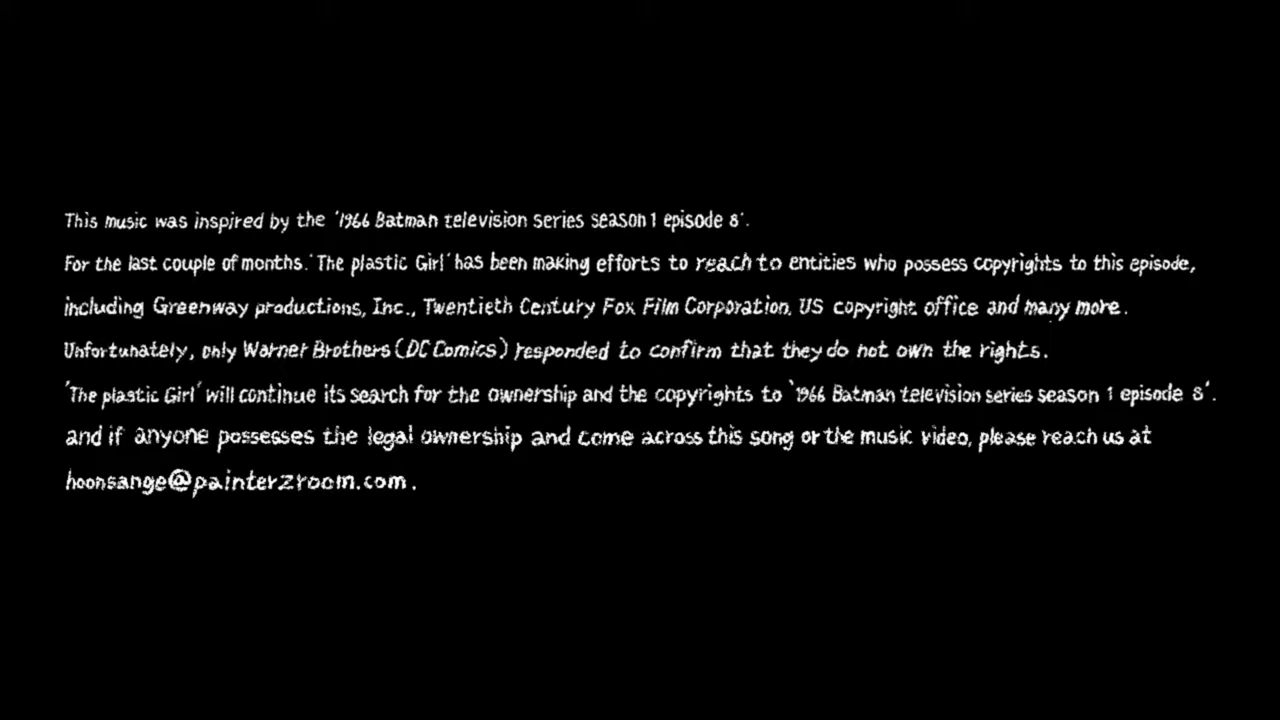 This music was inspired by the '1966 Batman television series season 1 episode 8'.
For the last couple of months. 'The plastic Girl' has been making efforts to reach to entities who possess copyrights to this episode,
including Greenway productions, Inc., Twentieth Century Fox Film Corporation, US copyright office and many more.
Unfortunately, only Warner Brothers (DC Comics) responded to confirm that they do not own the rights.
'The plastic Girl' will continue its search for the ownership and the copyrights to '1966 Batman television series season 1 episode 8'.
and if anyone possesses the legal ownership and come across this song or the music video, please reach us at
hoonsange@painterzroom.com.